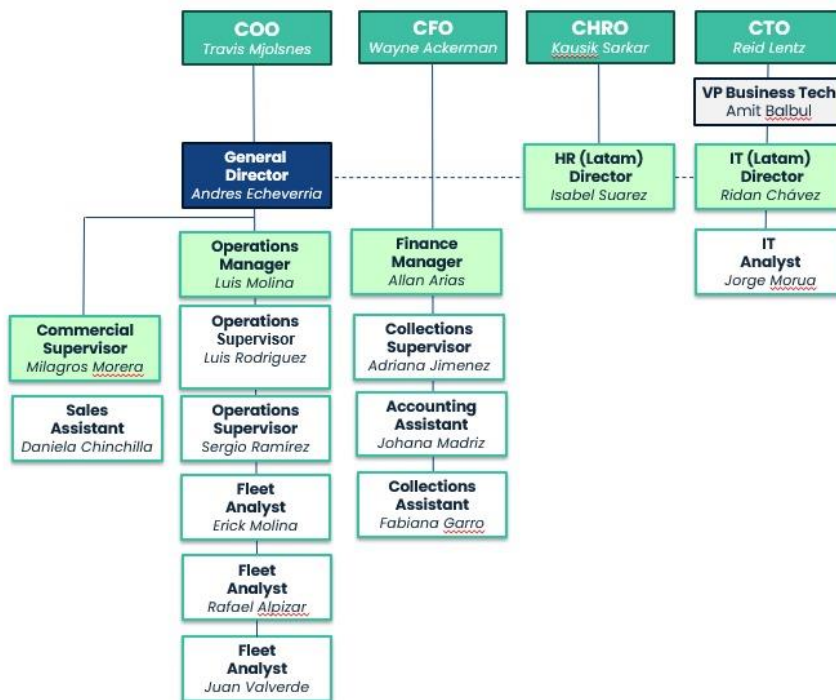 COO
Travis Mjolsnes
CFO
Wayne Ackerman
CHRO
Kausik Sarkar
CTO
Reid Lentz
VP Business Tech
Amit Balbul
General
Director
Andres Echeverria
HR (Latam)
Director
Isabel Suarez
IT (Latam)
Director
Ridan Chávez
Operations
Manager
Luis Molina
Finance
Manager
Allan Arias
IT
Analyst
Jorge Morua
Commercial
Supervisor
Milagros Morera
Operations
Supervisor
Luis Rodriguez
Collections
Supervisor
Adriana Jimenez
Sales
Assistant
Daniela Chinchilla
Operations
Supervisor
Sergio Ramírez
Accounting
Assistant
Johana Madriz
Fleet
Analyst
Erick Molina
Collections
Assistant
Fabiana Garro
Fleet
Analyst
Rafael Alpizar
Fleet
Analyst
Juan Valverde